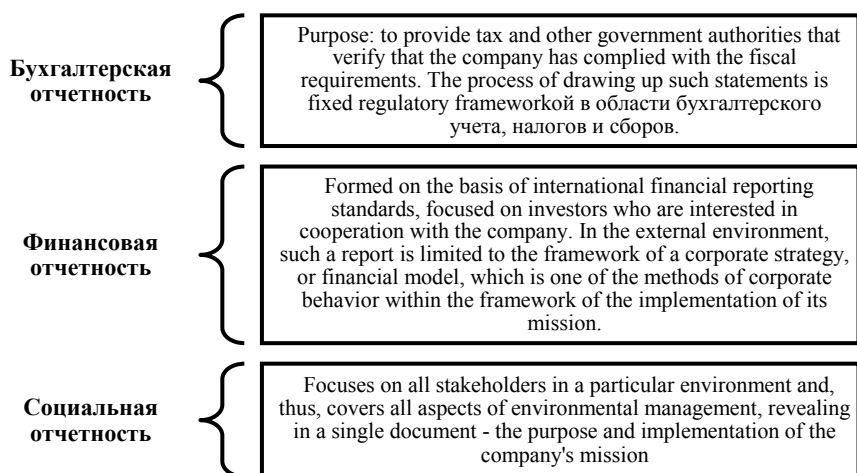 Бухгалтерская
отчетность
Purpose: to provide tax and other government authorities that
verify that the company has complied with the fiscal
requirements. The process of drawing up such statements is
fixed regulatory frameworkой в области бухгалтерского
учета, налогов и сборов.
Финансовая
отчетность
Formed on the basis of international financial reporting
standards, focused on investors who are interested in
cooperation with the company. In the external environment,
such a report is limited to the framework of a corporate strategy,
or financial model, which is one of the methods of corporate
behavior within the framework of the implementation of its
mission.
Социальная
отчетность
Focuses on all stakeholders in a particular environment and,
thus, covers all aspects of environmental management, revealing
in a single document - the purpose and implementation of the
company's mission